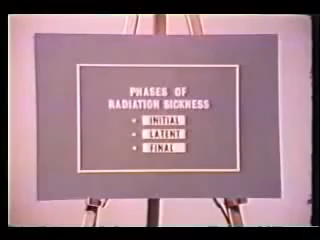 PHASES OF
RADIATION SICKNESS
• INITIAL
• LATENT
• FINAL